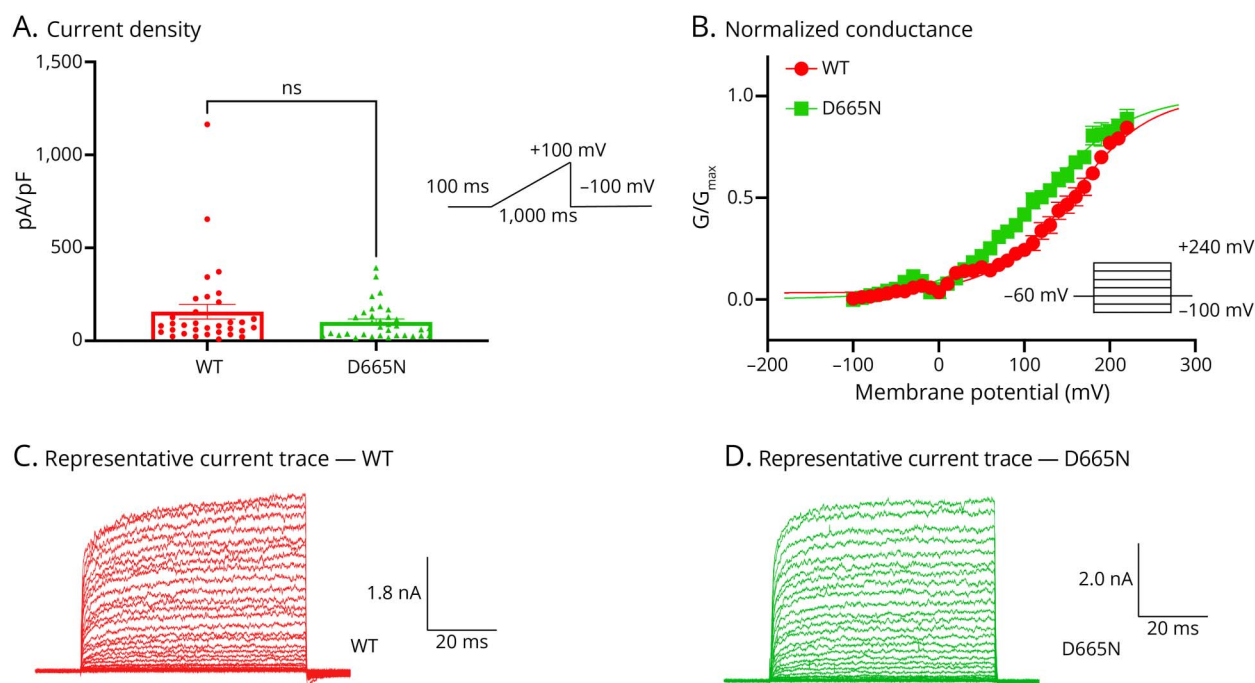 A. Current density
1,500
1,000
500
0
pA/pF
ns
WT
D665N
+100 mV
100 ms
–100 mV
1,000 ms
B. Normalized conductance
WT
D665N
1.0
0.5
0.0
G/Gmax
+240 mV
–60 mV
–100 mV
–200
–100
0
100
200
300
Membrane potential (mV)
C. Representative current trace — WT
1.8 nA
20 ms
WT
D. Representative current trace — D665N
2.0 nA
20 ms
D665N